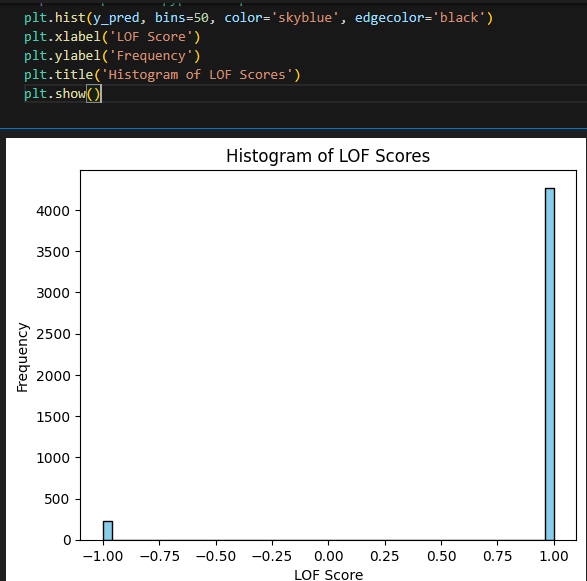 plt.hist(y_pred, bins=50, color='skyblue', edgecolor='black')
plt.xlabel('LOF Score')
plt.ylabel('Frequency')
plt.title('Histogram of LOF Scores')
plt.show()
Histogram of LOF Scores
4000
3500
3000
2500
2000
1500
1000
500
0
Frequency
−1.00 −0.75 −0.50 −0.25 0.00 0.25 0.50 0.75 1.00
LOF Score